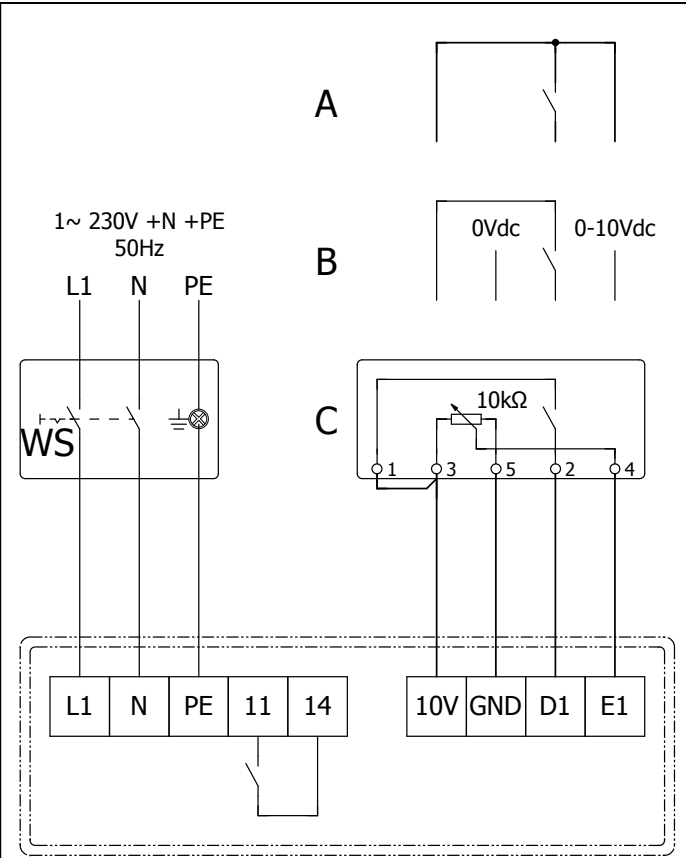 A
1~ 230V +N +PE
50Hz
L1 N PE
B
0Vdc 0-10Vdc
WS
C
10kΩ
1 3 5 2 4
L1 N PE 11 14
10V GND D1 E1